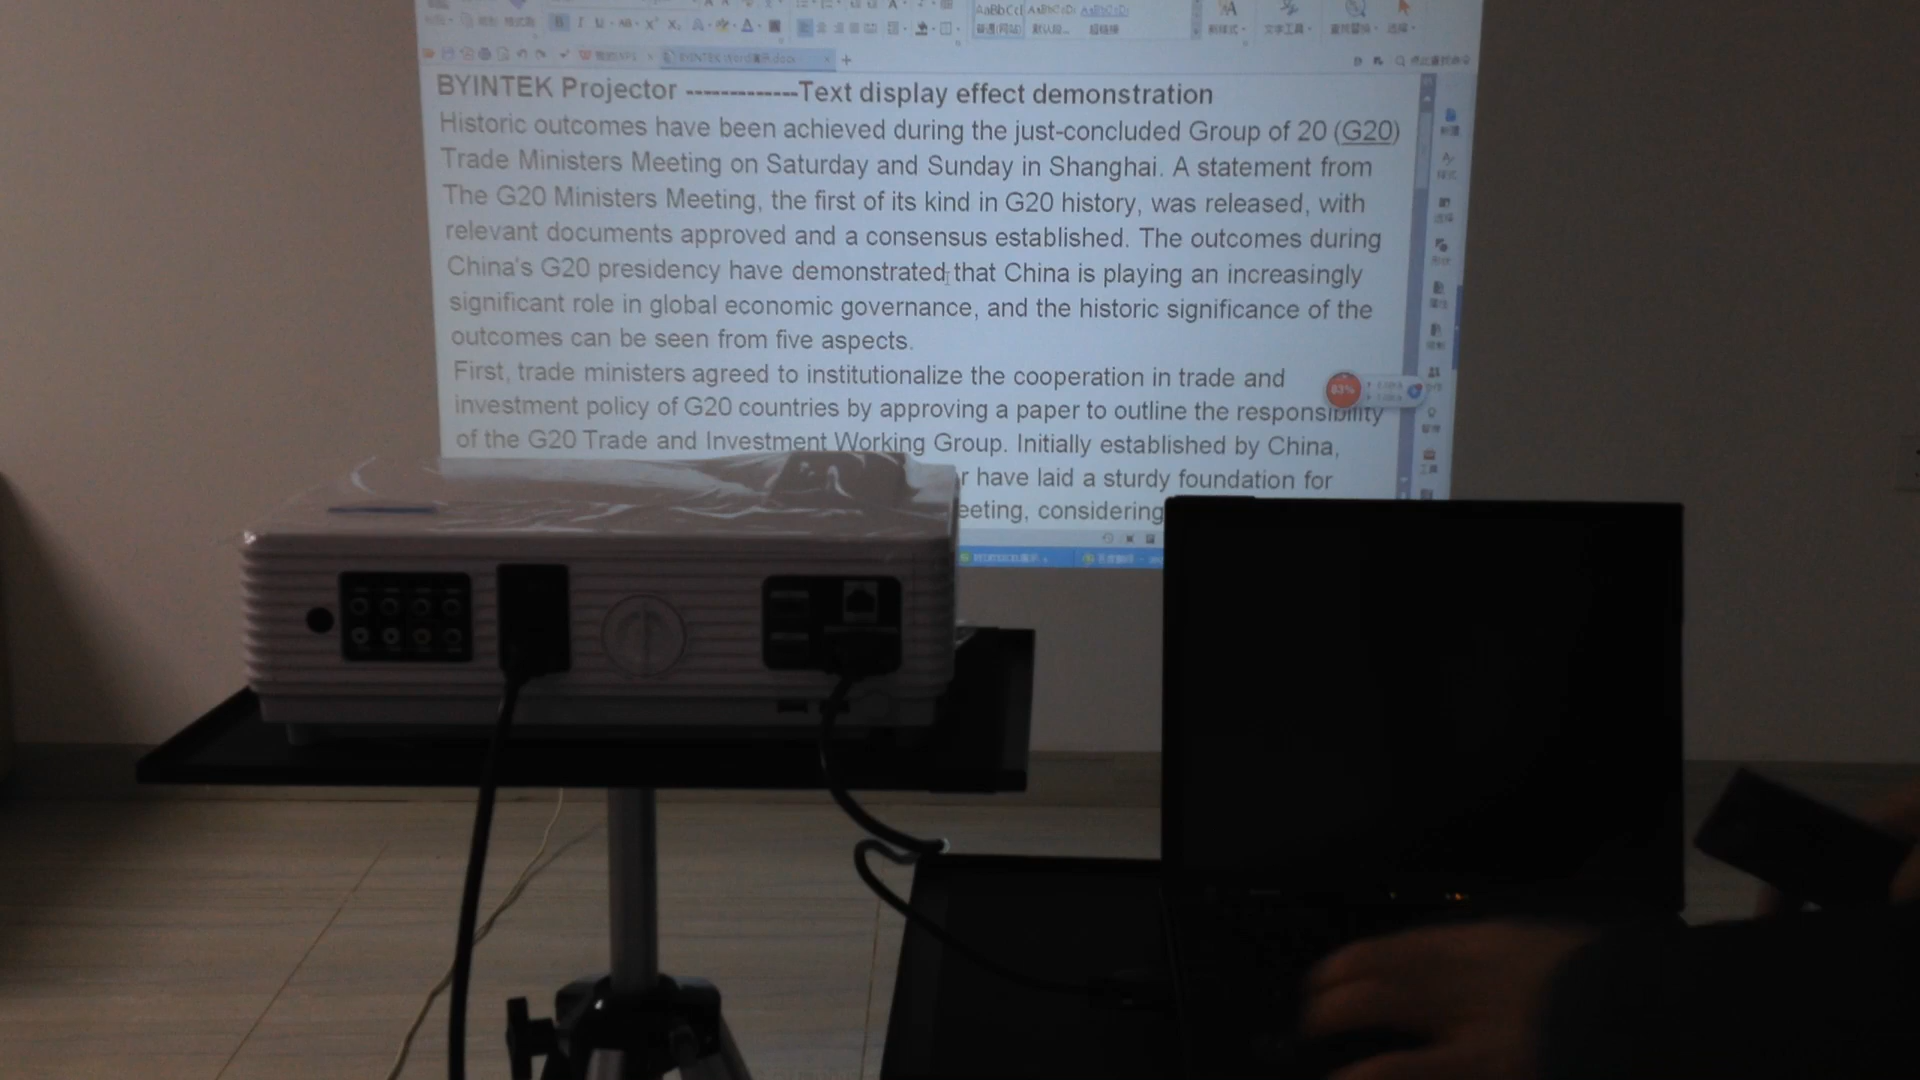 AaBbCcI AaBbCcDi AaBbCcDi
BYINTEK Projector -------------Text display effect demonstration
Historic outcomes have been achieved during the just-concluded Group of 20 (G20)
Trade Ministers Meeting on Saturday and Sunday in Shanghai. A statement from
The G20 Ministers Meeting, the first of its kind in G20 history, was released, with
relevant documents approved and a consensus established. The outcomes during
China's G20 presidency have demonstrated that China is playing an increasingly
significant role in global economic governance, and the historic significance of the
outcomes can be seen from five aspects.
First, trade ministers agreed to institutionalize the cooperation in trade and
83%
investment policy of G20 countries by approving a paper to outline the responsibility
of the G20 Trade and Investment Working Group. Initially established by China,
r have laid a sturdy foundation for
eeting, considering